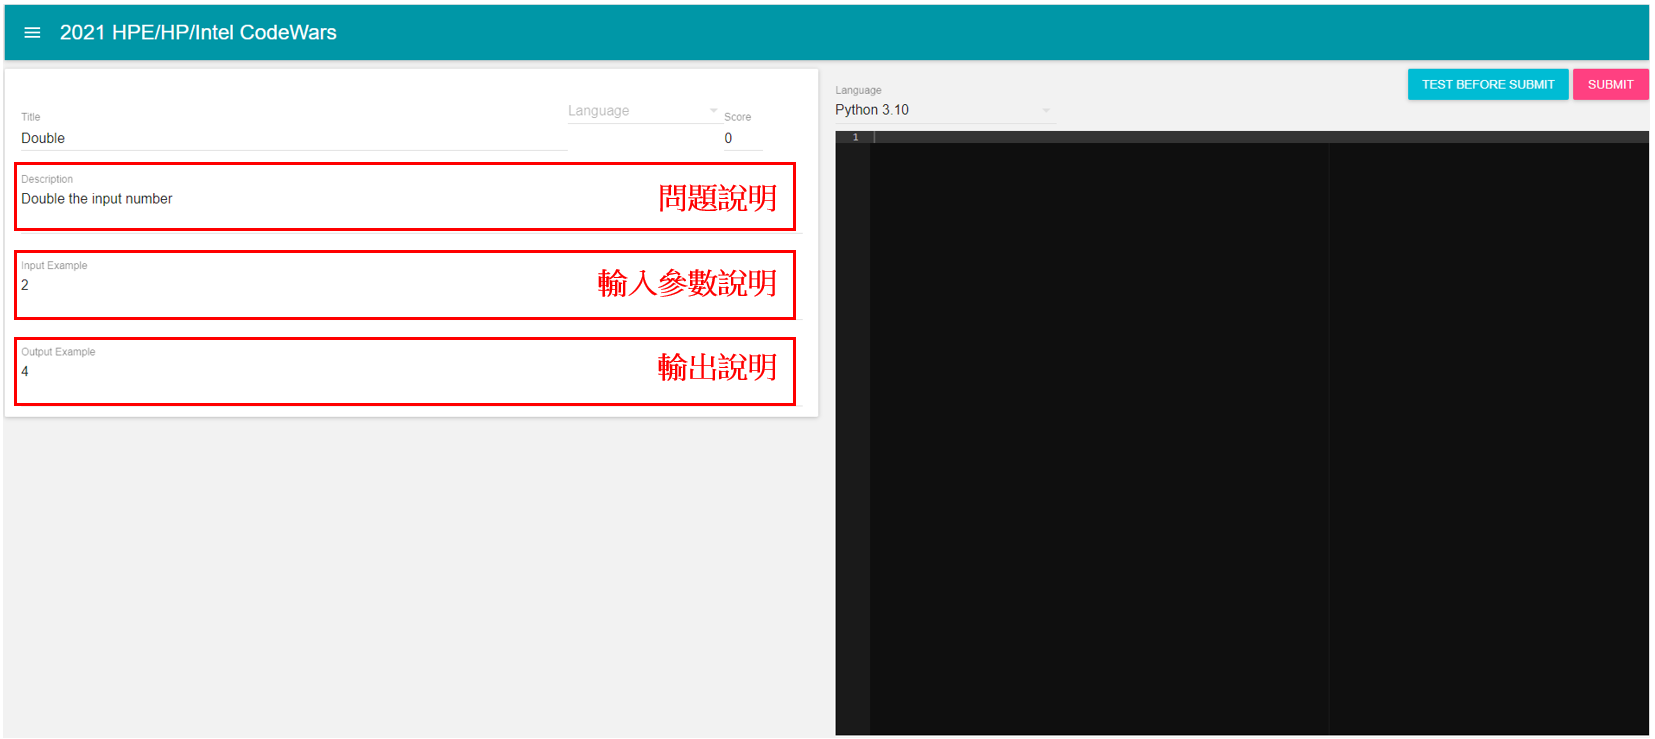 2021 HPE/HP/Intel CodeWars
Title
Double
Language
Score
0
Description
Double the input number
問題說明
Input Example
2
輸入參數說明
Output Example
4
輸出說明
Language
Python 3.10
TEST BEFORE SUBMIT
SUBMIT
1